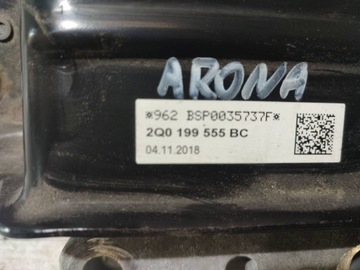 ARONA
*962 BSP0035737F*
2Q0 199 555 BC
04.11.2018